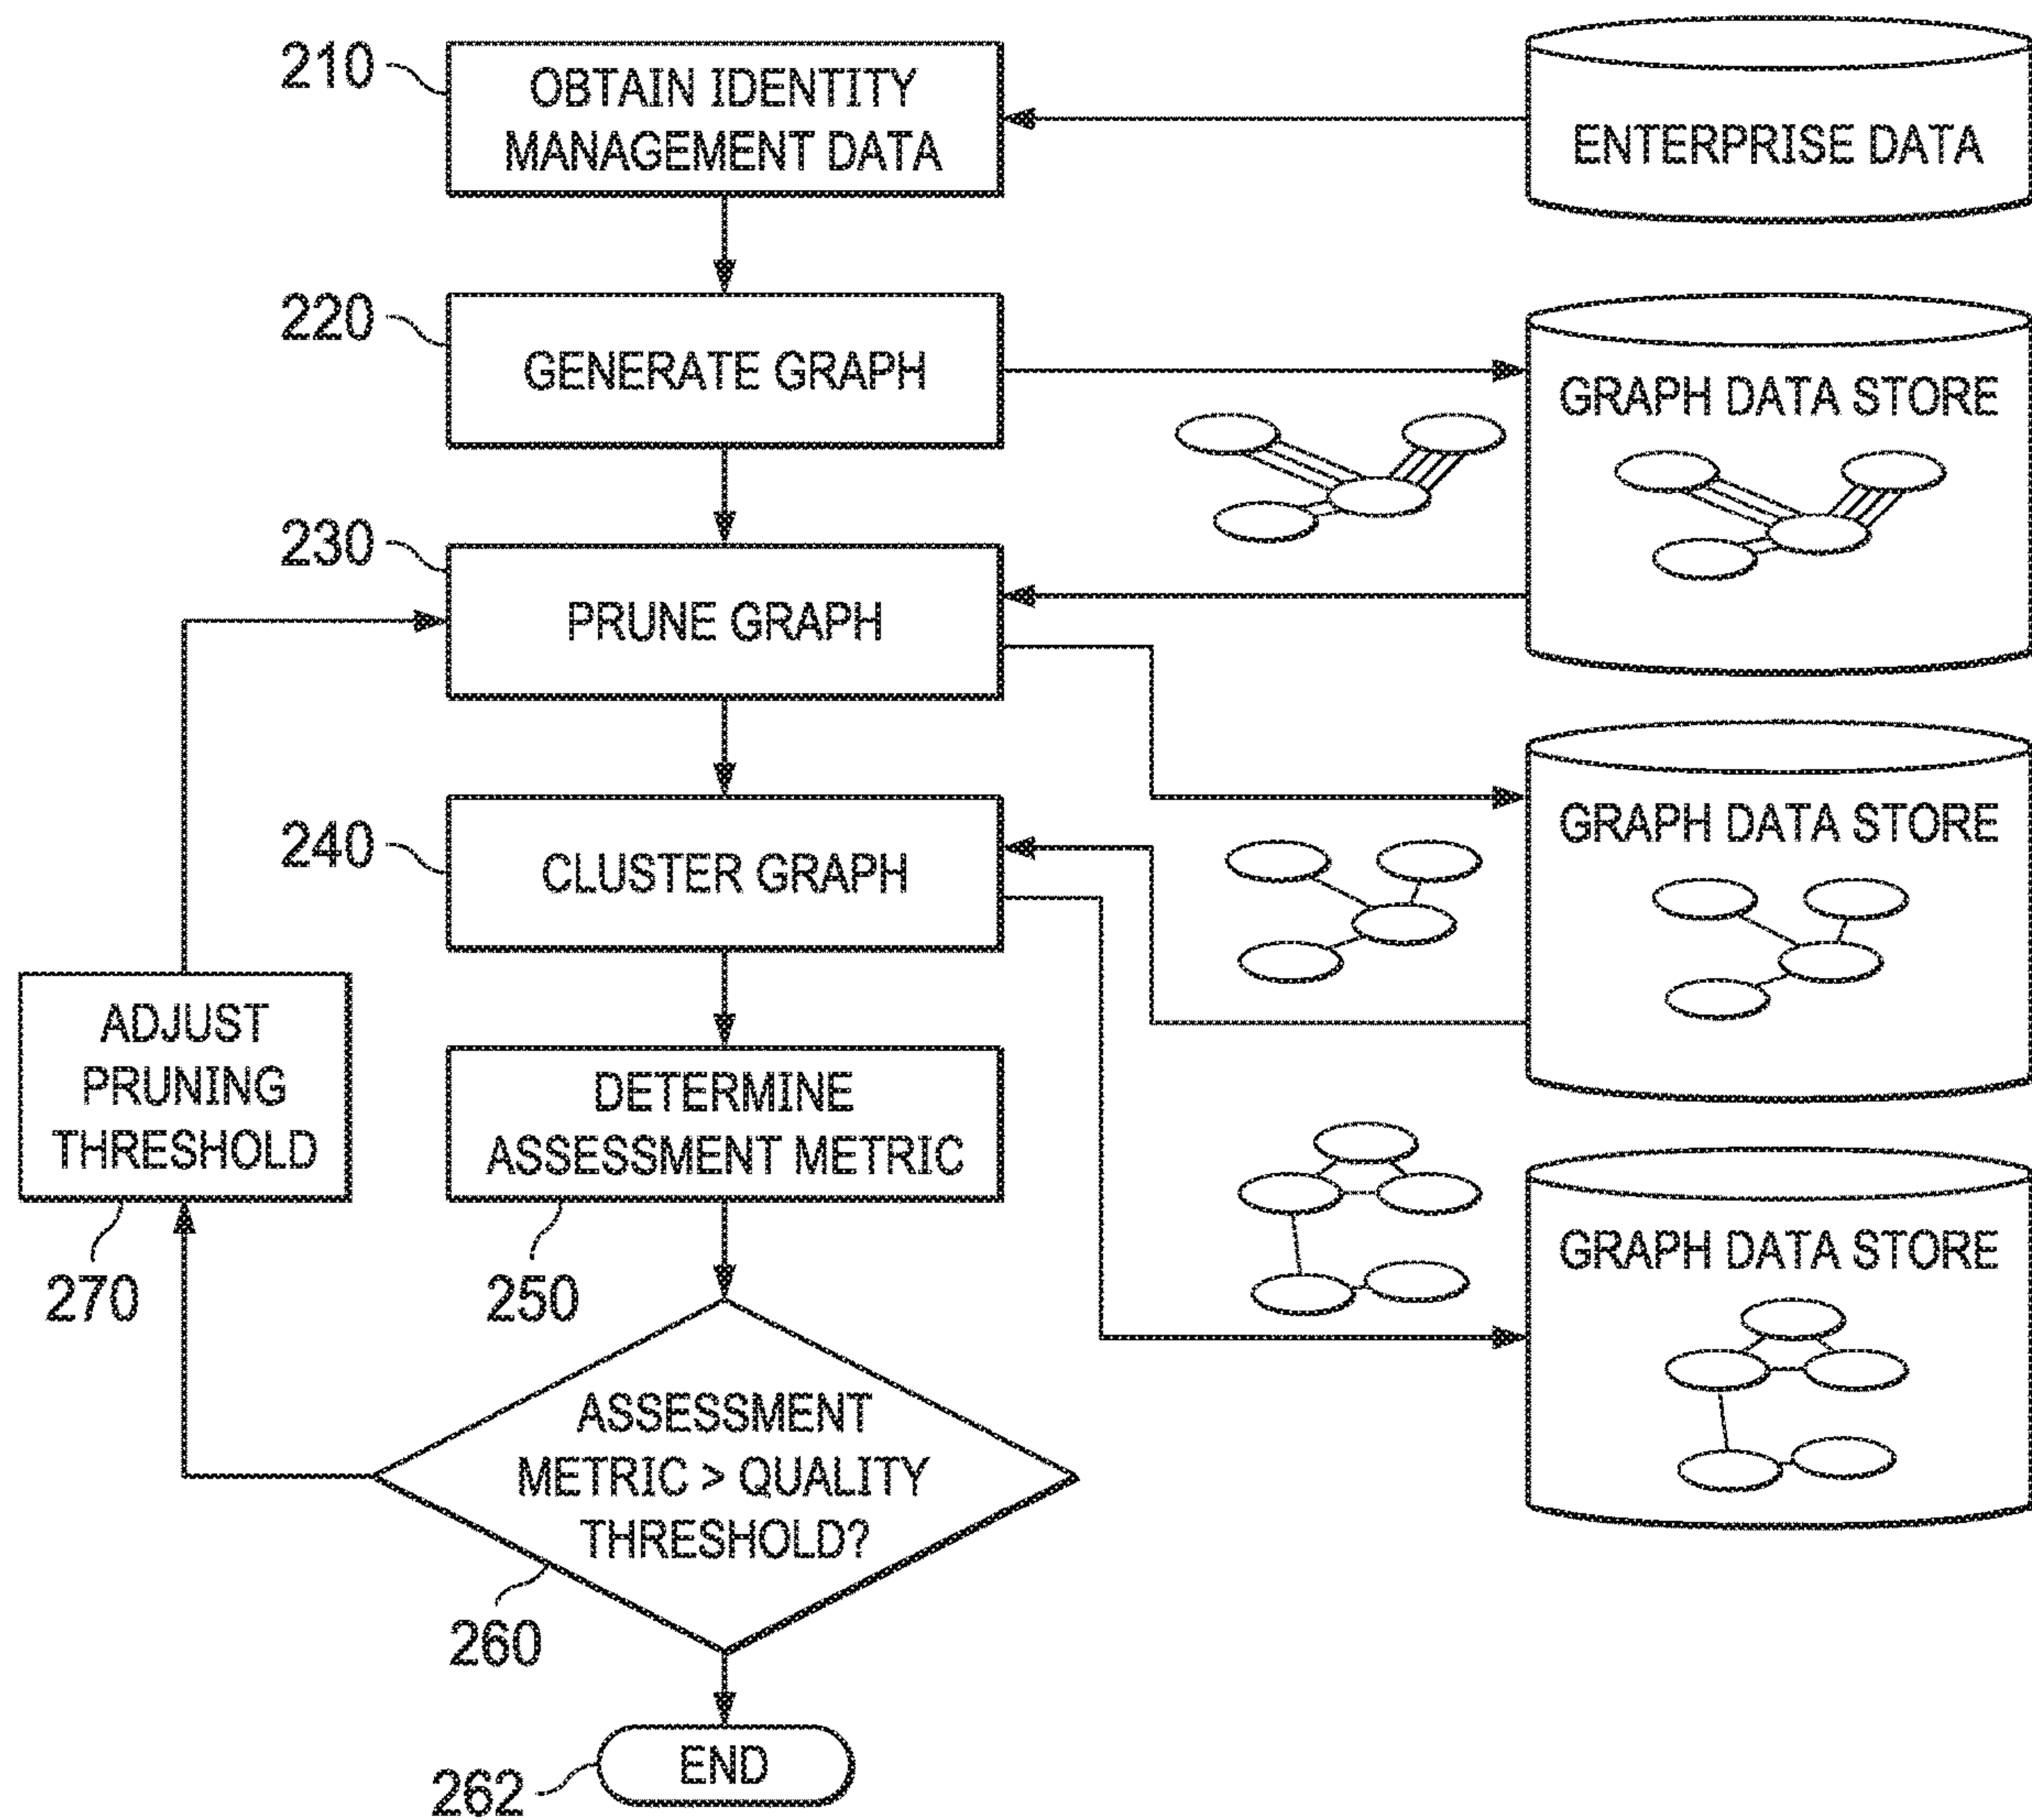 210
OBTAIN IDENTITY
MANAGEMENT DATA
ENTERPRISE DATA
220
GENERATE GRAPH
GRAPH DATA STORE
230
PRUNE GRAPH
240
CLUSTER GRAPH
GRAPH DATA STORE
ADJUST
PRUNING
THRESHOLD
270
DETERMINE
ASSESSMENT METRIC
250
GRAPH DATA STORE
ASSESSMENT
METRIC > QUALITY
THRESHOLD?
260
END
262